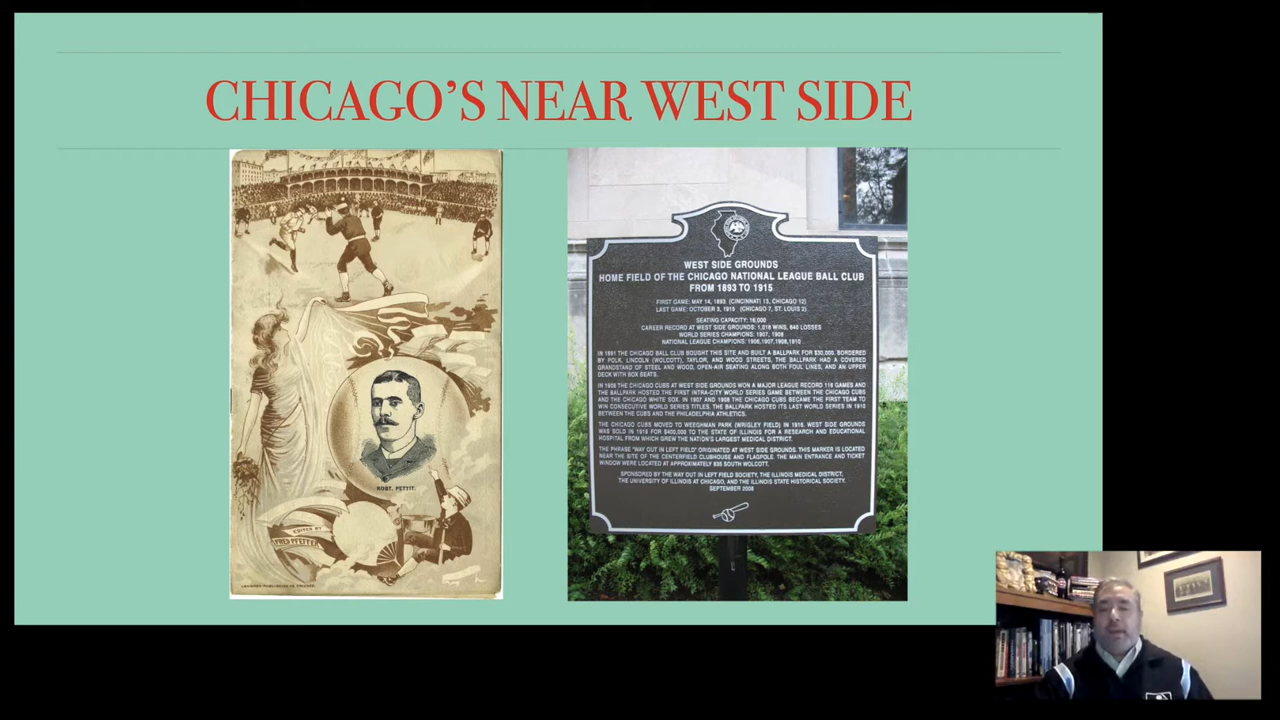 CHICAGO'S NEAR WEST SIDE
ROBT. PETTIT.
EDITED BY
WEST SIDE GROUNDS
HOME FIELD OF THE CHICAGO NATIONAL LEAGUE BALL CLUB
FROM 1893 TO 1915
FIRST GAME: MAY 14, 1893 (CINCINNATI 13, CHICAGO 12)
LAST GAME: OCTOBER 3, 1915 (CHICAGO 7, ST. LOUIS 2)
SEATING CAPACITY: 16,000
CAREER RECORD AT WEST SIDE GROUNDS: 1,018 WINS, 640 LOSSES
WORLD SERIES CHAMPIONS: 1907, 1908
NATIONAL LEAGUE CHAMPIONS: 1906,1907,1908,1910
IN 1891 THE CHICAGO BALL CLUB BOUGHT THIS SITE AND BUILT A BALLPARK FOR $30,000. BORDERED
BY POLK, LINCOLN (WOLCOTT), TAYLOR, AND WOOD STREETS, THE BALLPARK HAD A COVERED
GRANDSTAND OF STEEL AND WOOD, OPEN-AIR SEATING ALONG BOTH FOUL LINES, AND AN UPPER
DECK WITH BOX SEATS.
IN 1906 THE CHICAGO CUBS AT WEST SIDE GROUNDS WON A MAJOR LEAGUE RECORD 116 GAMES AND
THE BALLPARK HOSTED THE FIRST INTRA-CITY WORLD SERIES GAME BETWEEN THE CHICAGO CUBS
AND THE CHICAGO WHITE SOX. IN 1907 AND 1908 THE CHICAGO CUBS BECAME THE FIRST TEAM TO
WIN CONSECUTIVE WORLD SERIES TITLES. THE BALLPARK HOSTED ITS LAST WORLD SERIES IN 1910
BETWEEN THE CUBS AND THE PHILADELPHIA ATHLETICS.
THE CHICAGO CUBS MOVED TO WEEGHMAN PARK (WRIGLEY FIELD) IN 1916. WEST SIDE GROUNDS
WAS SOLD IN 1919 FOR $400,000 TO THE STATE OF ILLINOIS FOR A RESEARCH AND EDUCATIONAL
HOSPITAL FROM WHICH GREW THE NATION'S LARGEST MEDICAL DISTRICT.
THE PHRASE "WAY OUT IN LEFT FIELD" ORIGINATED AT WEST SIDE GROUNDS. THIS MARKER IS LOCATED
NEAR THE SITE OF THE CENTERFIELD CLUBHOUSE AND FLAGPOLE. THE MAIN ENTRANCE AND TICKET
WINDOW WERE LOCATED AT APPROXIMATELY 835 SOUTH WOLCOTT.
SPONSORED BY THE WAY OUT IN LEFT FIELD SOCIETY, THE ILLINOIS MEDICAL DISTRICT,
THE UNIVERSITY OF ILLINOIS AT CHICAGO, AND THE ILLINOIS STATE HISTORICAL SOCIETY.
SEPTEMBER 2008